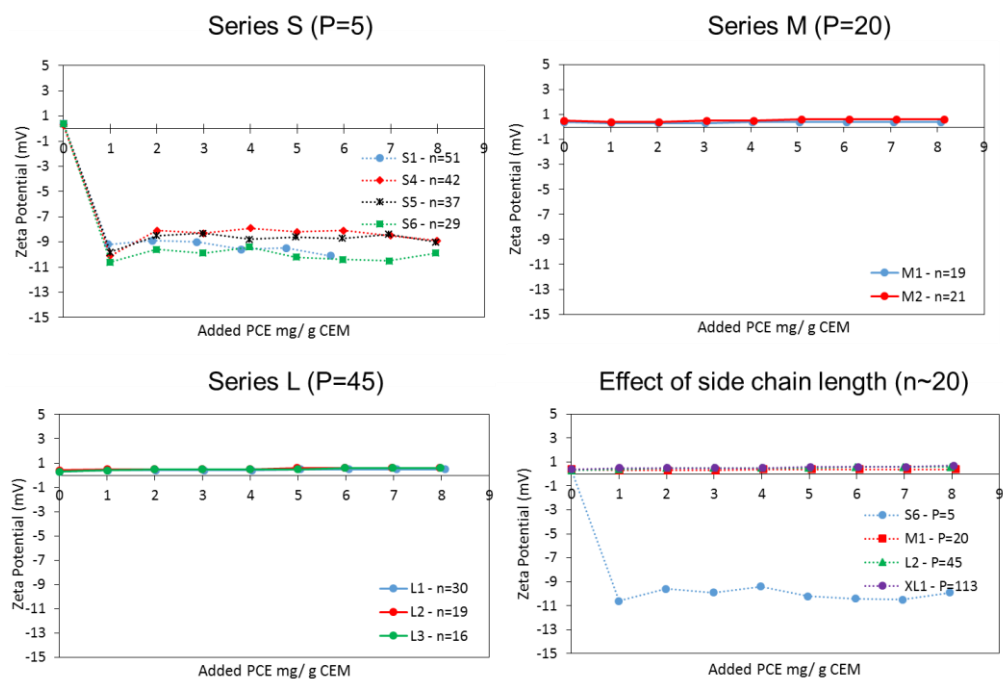 Series S (P=5)
5
3
1
-1
-3
-5
-7
-9
-11
-13
-15
0 1 2 3 4 5 6 7 8 9
Zeta Potential (mV)
S1 - n=51
S4 - n=42
S5 - n=37
S6 - n=29
Added PCE mg/ g CEM
Series M (P=20)
5
3
1
-1
-3
-5
-7
-9
-11
-13
-15
0 1 2 3 4 5 6 7 8 9
Zeta Potential (mV)
M1 - n=19
M2 - n=21
Added PCE mg/ g CEM
Series L (P=45)
5
3
1
-1
-3
-5
-7
-9
-11
-13
-15
0 1 2 3 4 5 6 7 8 9
Zeta Potential (mV)
L1 - n=30
L2 - n=19
L3 - n=16
Added PCE mg/ g CEM
Effect of side chain length (n~20)
5
3
1
-1
-3
-5
-7
-9
-11
-13
-15
0 1 2 3 4 5 6 7 8 9
Zeta Potential (mV)
S6 - P=5
M1 - P=20
L2 - P=45
XL1 - P=113
Added PCE mg/ g CEM